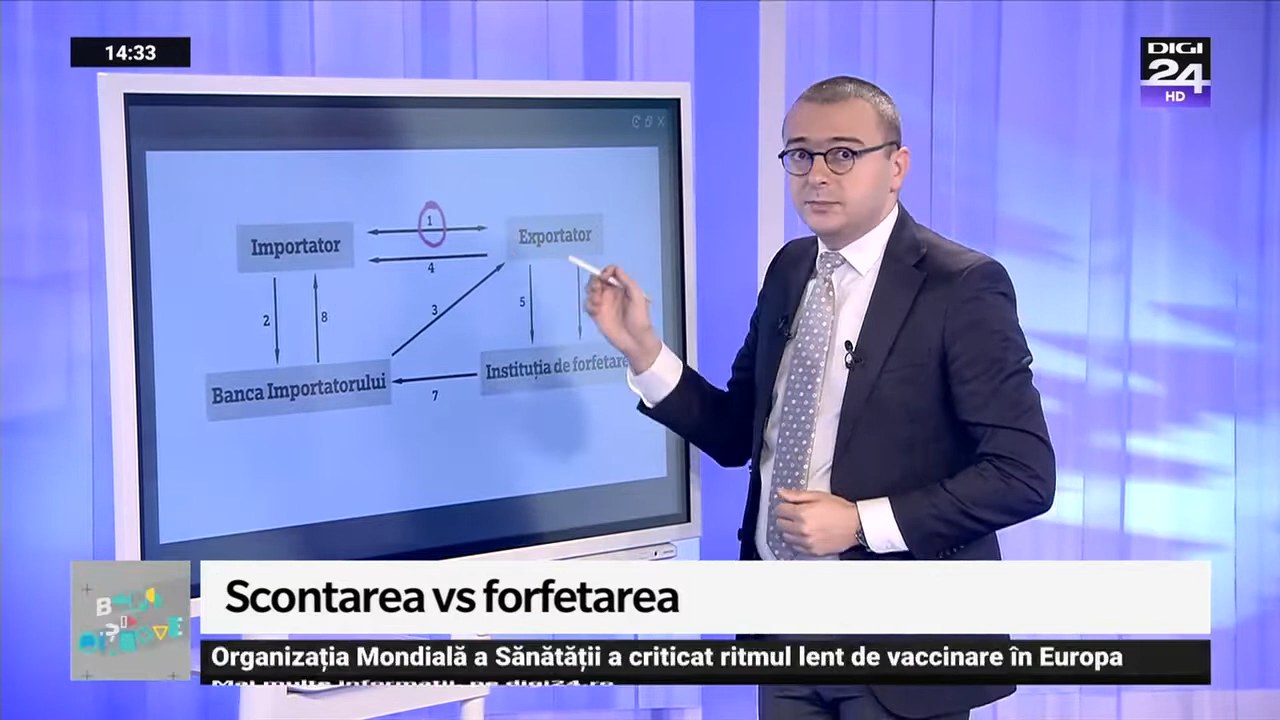 14:33
DIGI
24
HD
1
Importator
Exportator
4
3
2
8
5
Instituția de forfetare
Banca Importatorului
7
Scontarea vs forfetarea
Organizația Mondială a Sănătății a criticat ritmul lent de vaccinare în Europa